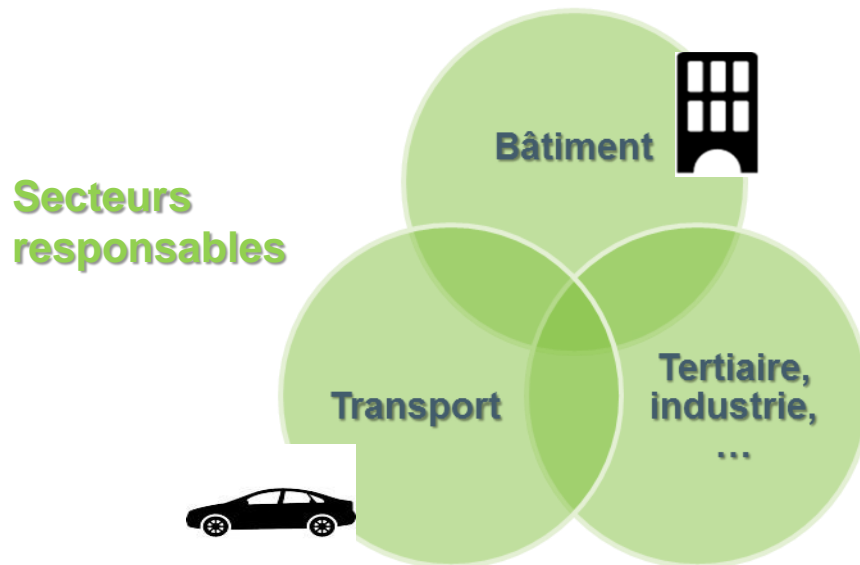 Secteurs
responsables
Bâtiment
Transport
Tertiaire,
industrie,
…